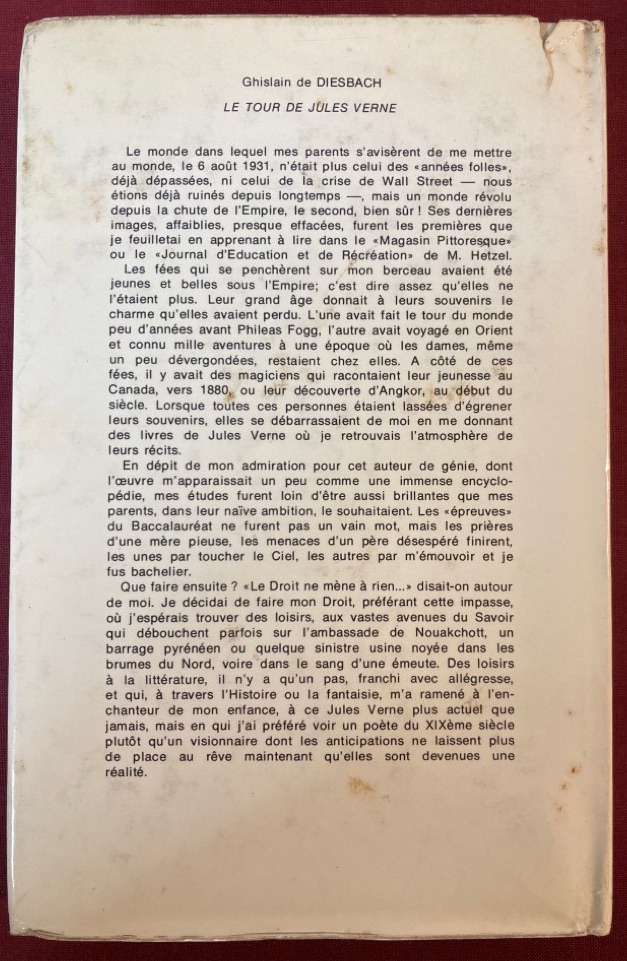 Ghislain de DIESBACH
LE TOUR DE JULES VERNE
Le monde dans lequel mes parents s'avisèrent de me mettre
au monde, le 6 août 1931, n'était plus celui des «années folles»,
déjà dépassées, ni celui de la crise de Wall Street — nous
étions déjà ruinés depuis longtemps —, mais un monde révolu
depuis la chute de l'Empire, le second, bien sûr ! Ses dernières
images, affaiblies, presque effacées, furent les premières que
je feuilletai en apprenant à lire dans le «Magasin Pittoresque»
ou le «Journal d'Education et de Récréation» de M. Hetzel.
Les fées qui se penchèrent sur mon berceau avaient été
jeunes et belles sous l'Empire; c'est dire assez qu'elles ne
l'étaient plus. Leur grand âge donnait à leurs souvenirs le
charme qu'elles avaient perdu. L'une avait fait le tour du monde
peu d'années avant Phileas Fogg, l'autre avait voyagé en Orient
et connu mille aventures à une époque où les dames, même
un peu dévergondées, restaient chez elles. A côté de ces
fées, il y avait des magiciens qui racontaient leur jeunesse au
Canada, vers 1880, ou leur découverte d'Angkor, au début du
siècle. Lorsque toutes ces personnes étaient lassées d'égrener
leurs souvenirs, elles se débarrassaient de moi en me donnant
des livres de Jules Verne où je retrouvais l'atmosphère de
leurs récits.
En dépit de mon admiration pour cet auteur de génie, dont
l'œuvre m'apparaissait un peu comme une immense encyclo-
pédie, mes études furent loin d'être aussi brillantes que mes
parents, dans leur naïve ambition, le souhaitaient. Les «épreuves»
du Baccalauréat ne furent pas un vain mot, mais les prières
d'une mère pieuse, les menaces d'un père désespéré finirent,
les unes par toucher le Ciel, les autres par m'émouvoir et je
fus bachelier.
Que faire ensuite ? «Le Droit ne mène à rien...» disait-on autour
de moi. Je décidai de faire mon Droit, préférant cette impasse,
où j'espérais trouver des loisirs, aux vastes avenues du Savoir
qui débouchent parfois sur l'ambassade de Nouakchott, un
barrage pyrénéen ou quelque sinistre usine noyée dans les
brumes du Nord, voire dans le sang d'une émeute. Des loisirs
à la littérature, il n'y a qu'un pas, franchi avec allégresse,
et qui, à travers l'Histoire ou la fantaisie, m'a ramené à l'en-
chanteur de mon enfance, à ce Jules Verne plus actuel que
jamais, mais en qui j'ai préféré voir un poète du XIXème siècle
plutôt qu'un visionnaire dont les anticipations ne laissent plus
de place au rêve maintenant qu'elles sont devenues une
réalité.